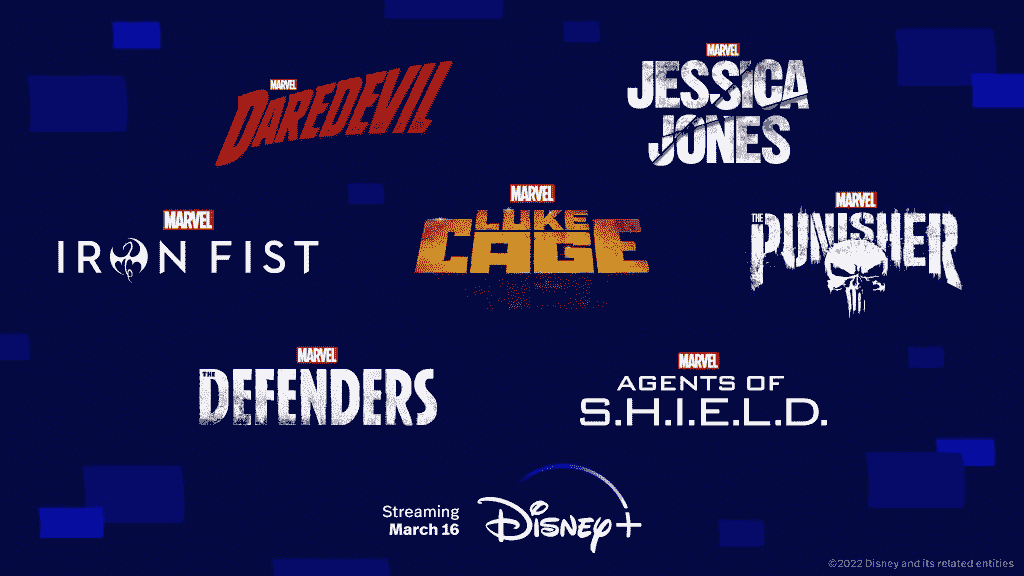 MARVEL
DAREDEVIL
MARVEL
JESSICA
JONES
MARVEL
IRON FIST
MARVEL
LUKE
CAGE
MARVEL
THE PUNISHER
MARVEL
THE DEFENDERS
MARVEL
AGENTS OF
S.H.I.E.L.D.
Streaming
March 16
Disney+
©2022 Disney and its related entities